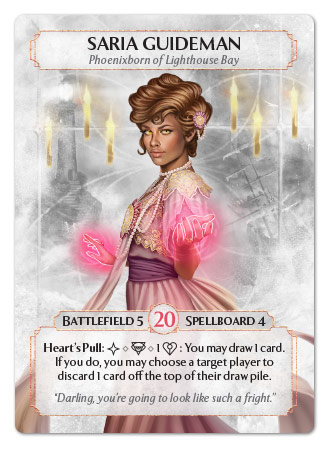 SARIA GUIDEMAN
Phoenixborn of Lighthouse Bay
BATTLEFIELD 5 20 SPELLBOARD 4
Heart's Pull: 1 : You may draw 1 card.
If you do, you may choose a target player to
discard 1 card off the top of their draw pile.
"Darling, you're going to look like such a fright."